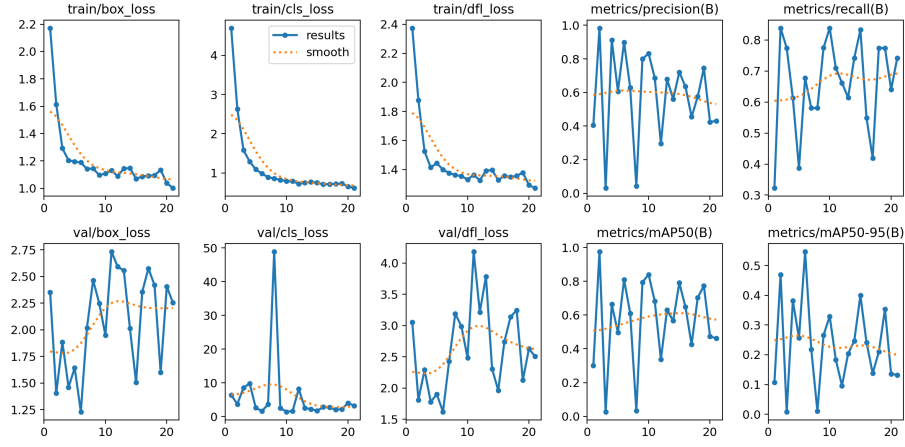 train/box_loss
train/cls_loss
train/dfl_loss
metrics/precision(B)
metrics/recall(B)
2.2
2.0
1.8
1.6
1.4
1.2
1.0
0 10 20
4
3
2
1
0 10 20
results
smooth
2.4
2.2
2.0
1.8
1.6
1.4
0 10 20
1.0
0.8
0.6
0.4
0.2
0.0
0 10 20
0.8
0.7
0.6
0.5
0.4
0.3
0 10 20
val/box_loss
val/cls_loss
val/dfl_loss
metrics/mAP50(B)
metrics/mAP50-95(B)
2.75
2.50
2.25
2.00
1.75
1.50
1.25
0 10 20
50
40
30
20
10
0
0 10 20
4.5
4.0
3.5
3.0
2.5
2.0
1.5
0 10 20
1.0
0.8
0.6
0.4
0.2
0.0
0 10 20
0.5
0.4
0.3
0.2
0.1
0.0
0 10 20